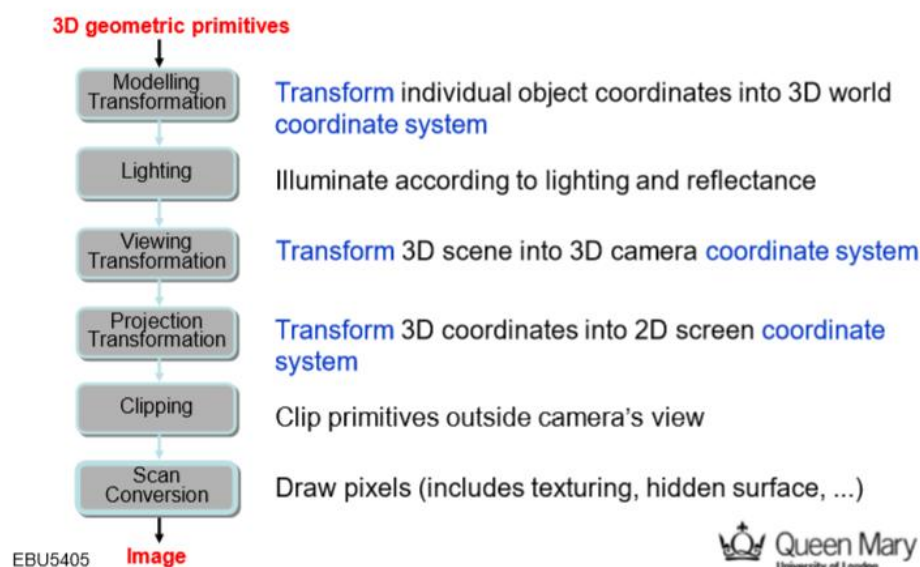 3D geometric primitives
Modelling
Transformation
Transform individual object coordinates into 3D world
coordinate system
Lighting
Illuminate according to lighting and reflectance
Viewing
Transformation
Transform 3D scene into 3D camera coordinate system
Projection
Transformation
Transform 3D coordinates into 2D screen coordinate
system
Clipping
Clip primitives outside camera's view
Scan
Conversion
Draw pixels (includes texturing, hidden surface, ...)
EBU5405
Image
Queen Mary
University of London